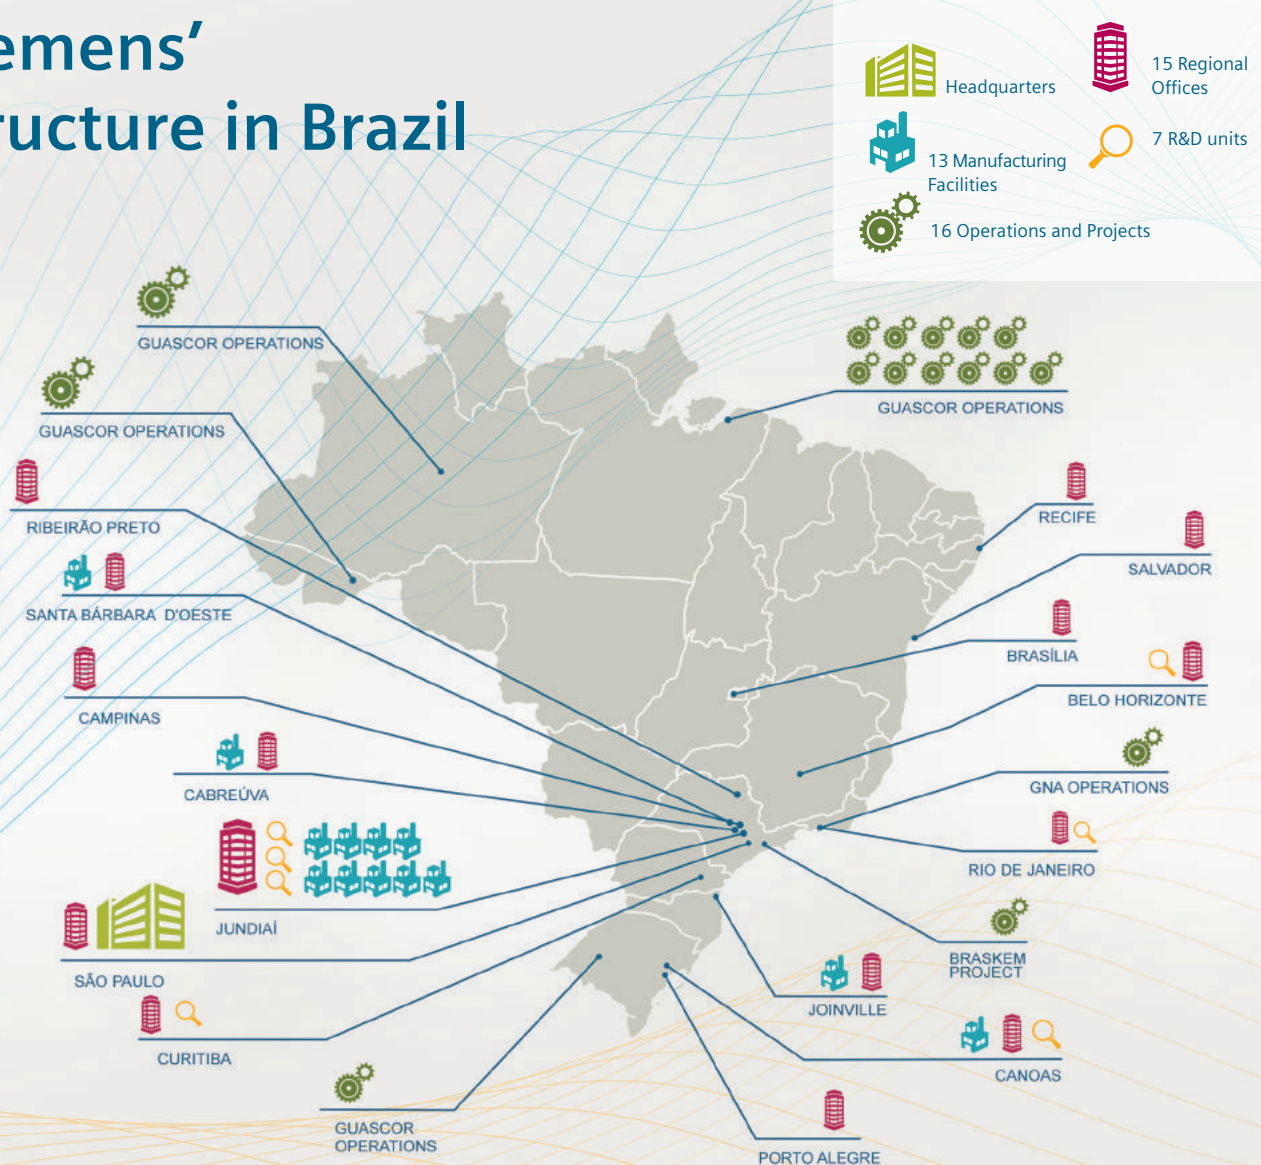 emens’
ructure in Brazil
Headquarters
15 Regional
Offices
13 Manufacturing
Facilities
7 R&D units
16 Operations and Projects
GUASCOR OPERATIONS
GUASCOR OPERATIONS
GUASCOR OPERATIONS
RIBEIRÃO PRETO
RECIFE
SALVADOR
SANTA BÁRBARA D'OESTE
BRASÍLIA
BELO HORIZONTE
CAMPINAS
GNA OPERATIONS
CABREÚVA
RIO DE JANEIRO
JUNDIAÍ
BRASKEM
PROJECT
SÃO PAULO
JOINVILLE
CURITIBA
CANOAS
GUASCOR
OPERATIONS
PORTO ALEGRE